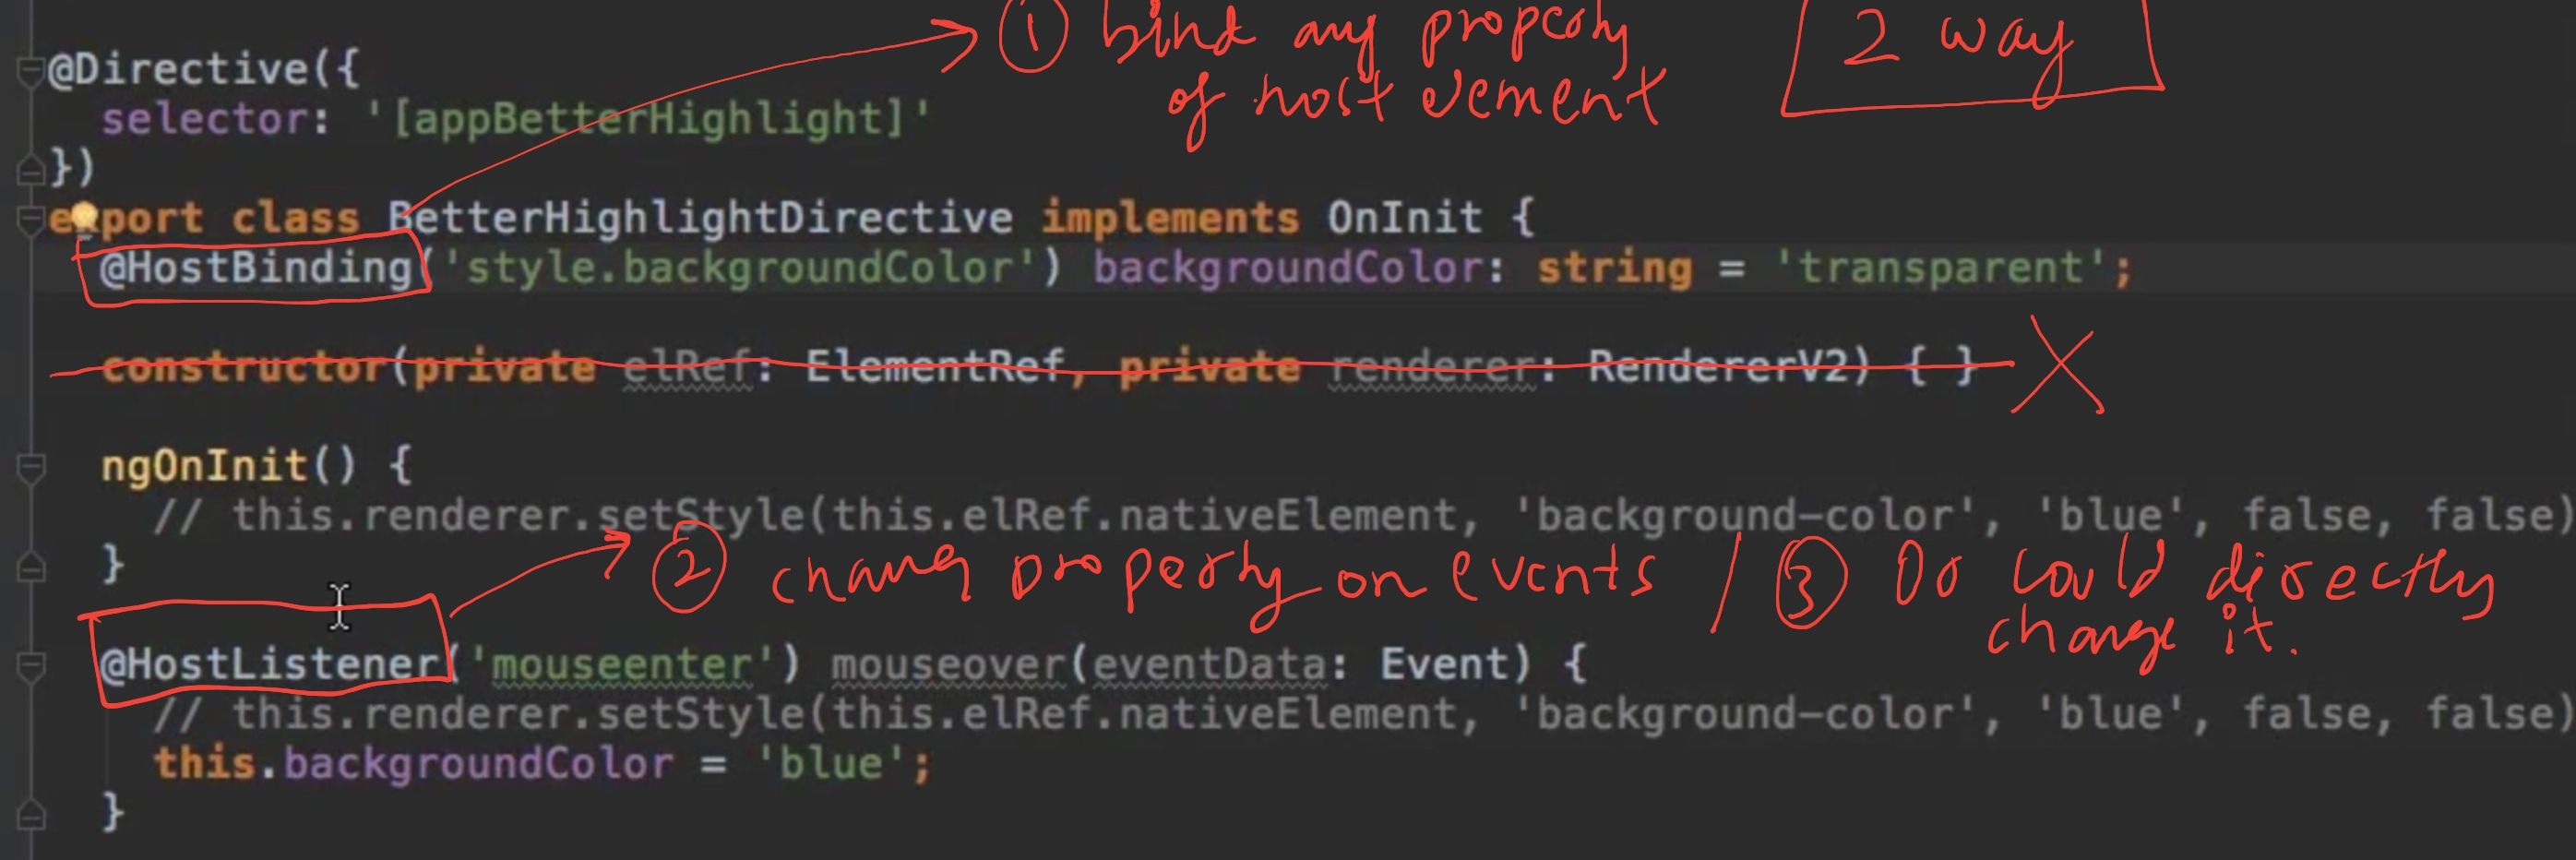 ① bind any property
2 way
@Directive({
of host element
selector: '[appBetterHighlight]'
})
export class BetterHighlightDirective implements OnInit {
@HostBinding('style.backgroundColor') backgroundColor: string = 'transparent';
constructor(private elRef: ElementRef, private renderer: RendererV2) { }
ngOnInit() {
// this.renderer.setStyle(this.elRef.nativeElement, 'background-color', 'blue', false, false)
}
② change property on events / ③ Or could directly
change it.
@HostListener('mouseenter') mouseover(eventData: Event) {
// this.renderer.setStyle(this.elRef.nativeElement, 'background-color', 'blue', false, false)
this.backgroundColor = 'blue';
}